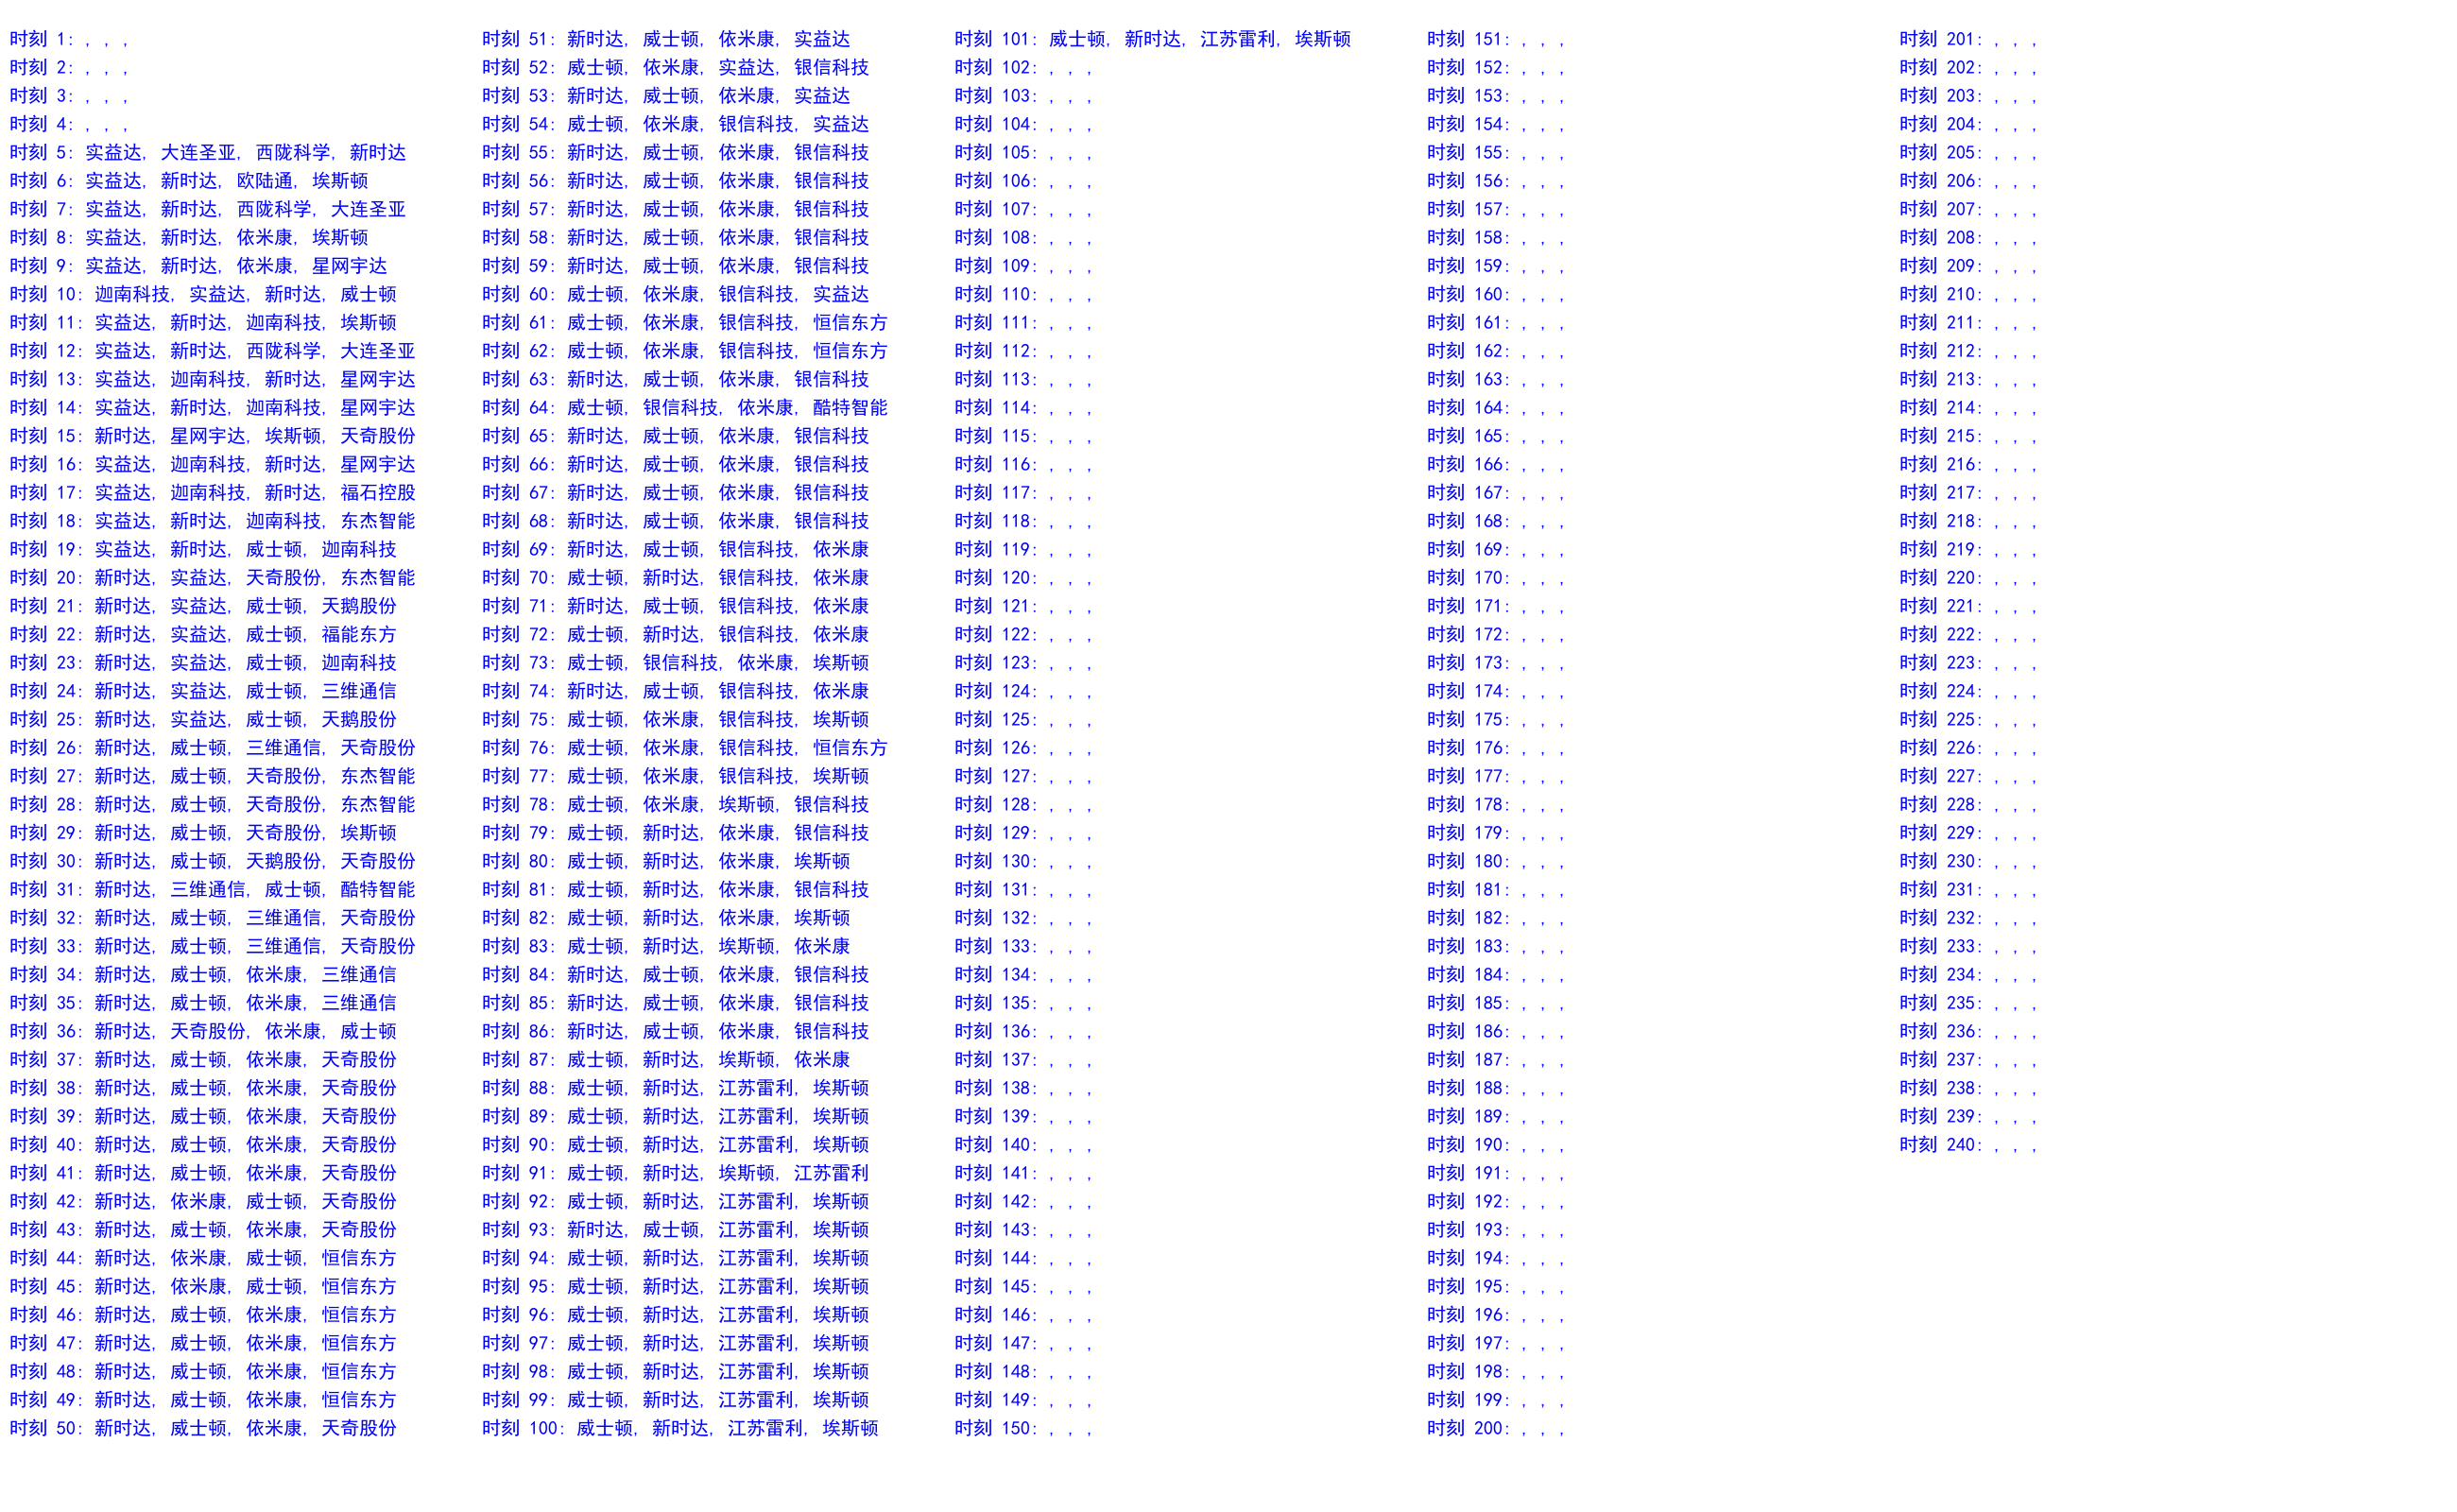 时刻 1: , , ,
时刻 2: , , ,
时刻 3: , , ,
时刻 4: , , ,
时刻 5: 实益达, 大连圣亚, 西陇科学, 新时达
时刻 6: 实益达, 新时达, 欧陆通, 埃斯顿
时刻 7: 实益达, 新时达, 西陇科学, 大连圣亚
时刻 8: 实益达, 新时达, 依米康, 埃斯顿
时刻 9: 实益达, 新时达, 依米康, 星网宇达
时刻 10: 迦南科技, 实益达, 新时达, 威士顿
时刻 11: 实益达, 新时达, 迦南科技, 埃斯顿
时刻 12: 实益达, 新时达, 西陇科学, 大连圣亚
时刻 13: 实益达, 迦南科技, 新时达, 星网宇达
时刻 14: 实益达, 新时达, 迦南科技, 星网宇达
时刻 15: 新时达, 星网宇达, 埃斯顿, 天奇股份
时刻 16: 实益达, 迦南科技, 新时达, 星网宇达
时刻 17: 实益达, 迦南科技, 新时达, 福石控股
时刻 18: 实益达, 新时达, 迦南科技, 东杰智能
时刻 19: 实益达, 新时达, 威士顿, 迦南科技
时刻 20: 新时达, 实益达, 天奇股份, 东杰智能
时刻 21: 新时达, 实益达, 威士顿, 天鹅股份
时刻 22: 新时达, 实益达, 威士顿, 福能东方
时刻 23: 新时达, 实益达, 威士顿, 迦南科技
时刻 24: 新时达, 实益达, 威士顿, 三维通信
时刻 25: 新时达, 实益达, 威士顿, 天鹅股份
时刻 26: 新时达, 威士顿, 三维通信, 天奇股份
时刻 27: 新时达, 威士顿, 天奇股份, 东杰智能
时刻 28: 新时达, 威士顿, 天奇股份, 东杰智能
时刻 29: 新时达, 威士顿, 天奇股份, 埃斯顿
时刻 30: 新时达, 威士顿, 天鹅股份, 天奇股份
时刻 31: 新时达, 三维通信, 威士顿, 酷特智能
时刻 32: 新时达, 威士顿, 三维通信, 天奇股份
时刻 33: 新时达, 威士顿, 三维通信, 天奇股份
时刻 34: 新时达, 威士顿, 依米康, 三维通信
时刻 35: 新时达, 威士顿, 依米康, 三维通信
时刻 36: 新时达, 天奇股份, 依米康, 威士顿
时刻 37: 新时达, 威士顿, 依米康, 天奇股份
时刻 38: 新时达, 威士顿, 依米康, 天奇股份
时刻 39: 新时达, 威士顿, 依米康, 天奇股份
时刻 40: 新时达, 威士顿, 依米康, 天奇股份
时刻 41: 新时达, 威士顿, 依米康, 天奇股份
时刻 42: 新时达, 依米康, 威士顿, 天奇股份
时刻 43: 新时达, 威士顿, 依米康, 天奇股份
时刻 44: 新时达, 依米康, 威士顿, 恒信东方
时刻 45: 新时达, 依米康, 威士顿, 恒信东方
时刻 46: 新时达, 威士顿, 依米康, 恒信东方
时刻 47: 新时达, 威士顿, 依米康, 恒信东方
时刻 48: 新时达, 威士顿, 依米康, 恒信东方
时刻 49: 新时达, 威士顿, 依米康, 恒信东方
时刻 50: 新时达, 威士顿, 依米康, 天奇股份
时刻 51: 新时达, 威士顿, 依米康, 实益达
时刻 52: 威士顿, 依米康, 实益达, 银信科技
时刻 53: 新时达, 威士顿, 依米康, 实益达
时刻 54: 威士顿, 依米康, 银信科技, 实益达
时刻 55: 新时达, 威士顿, 依米康, 银信科技
时刻 56: 新时达, 威士顿, 依米康, 银信科技
时刻 57: 新时达, 威士顿, 依米康, 银信科技
时刻 58: 新时达, 威士顿, 依米康, 银信科技
时刻 59: 新时达, 威士顿, 依米康, 银信科技
时刻 60: 威士顿, 依米康, 银信科技, 实益达
时刻 61: 威士顿, 依米康, 银信科技, 恒信东方
时刻 62: 威士顿, 依米康, 银信科技, 恒信东方
时刻 63: 新时达, 威士顿, 依米康, 银信科技
时刻 64: 威士顿, 银信科技, 依米康, 酷特智能
时刻 65: 新时达, 威士顿, 依米康, 银信科技
时刻 66: 新时达, 威士顿, 依米康, 银信科技
时刻 67: 新时达, 威士顿, 依米康, 银信科技
时刻 68: 新时达, 威士顿, 依米康, 银信科技
时刻 69: 新时达, 威士顿, 银信科技, 依米康
时刻 70: 威士顿, 新时达, 银信科技, 依米康
时刻 71: 新时达, 威士顿, 银信科技, 依米康
时刻 72: 威士顿, 新时达, 银信科技, 依米康
时刻 73: 威士顿, 银信科技, 依米康, 埃斯顿
时刻 74: 新时达, 威士顿, 银信科技, 依米康
时刻 75: 威士顿, 依米康, 银信科技, 埃斯顿
时刻 76: 威士顿, 依米康, 银信科技, 恒信东方
时刻 77: 威士顿, 依米康, 银信科技, 埃斯顿
时刻 78: 威士顿, 依米康, 埃斯顿, 银信科技
时刻 79: 威士顿, 新时达, 依米康, 银信科技
时刻 80: 威士顿, 新时达, 依米康, 埃斯顿
时刻 81: 威士顿, 新时达, 依米康, 银信科技
时刻 82: 威士顿, 新时达, 依米康, 埃斯顿
时刻 83: 威士顿, 新时达, 埃斯顿, 依米康
时刻 84: 新时达, 威士顿, 依米康, 银信科技
时刻 85: 新时达, 威士顿, 依米康, 银信科技
时刻 86: 新时达, 威士顿, 依米康, 银信科技
时刻 87: 威士顿, 新时达, 埃斯顿, 依米康
时刻 88: 威士顿, 新时达, 江苏雷利, 埃斯顿
时刻 89: 威士顿, 新时达, 江苏雷利, 埃斯顿
时刻 90: 威士顿, 新时达, 江苏雷利, 埃斯顿
时刻 91: 威士顿, 新时达, 埃斯顿, 江苏雷利
时刻 92: 威士顿, 新时达, 江苏雷利, 埃斯顿
时刻 93: 新时达, 威士顿, 江苏雷利, 埃斯顿
时刻 94: 威士顿, 新时达, 江苏雷利, 埃斯顿
时刻 95: 威士顿, 新时达, 江苏雷利, 埃斯顿
时刻 96: 威士顿, 新时达, 江苏雷利, 埃斯顿
时刻 97: 威士顿, 新时达, 江苏雷利, 埃斯顿
时刻 98: 威士顿, 新时达, 江苏雷利, 埃斯顿
时刻 99: 威士顿, 新时达, 江苏雷利, 埃斯顿
时刻 100: 威士顿, 新时达, 江苏雷利, 埃斯顿
时刻 101: 威士顿, 新时达, 江苏雷利, 埃斯顿
时刻 102: , , ,
时刻 103: , , ,
时刻 104: , , ,
时刻 105: , , ,
时刻 106: , , ,
时刻 107: , , ,
时刻 108: , , ,
时刻 109: , , ,
时刻 110: , , ,
时刻 111: , , ,
时刻 112: , , ,
时刻 113: , , ,
时刻 114: , , ,
时刻 115: , , ,
时刻 116: , , ,
时刻 117: , , ,
时刻 118: , , ,
时刻 119: , , ,
时刻 120: , , ,
时刻 121: , , ,
时刻 122: , , ,
时刻 123: , , ,
时刻 124: , , ,
时刻 125: , , ,
时刻 126: , , ,
时刻 127: , , ,
时刻 128: , , ,
时刻 129: , , ,
时刻 130: , , ,
时刻 131: , , ,
时刻 132: , , ,
时刻 133: , , ,
时刻 134: , , ,
时刻 135: , , ,
时刻 136: , , ,
时刻 137: , , ,
时刻 138: , , ,
时刻 139: , , ,
时刻 140: , , ,
时刻 141: , , ,
时刻 142: , , ,
时刻 143: , , ,
时刻 144: , , ,
时刻 145: , , ,
时刻 146: , , ,
时刻 147: , , ,
时刻 148: , , ,
时刻 149: , , ,
时刻 150: , , ,
时刻 151: , , ,
时刻 152: , , ,
时刻 153: , , ,
时刻 154: , , ,
时刻 155: , , ,
时刻 156: , , ,
时刻 157: , , ,
时刻 158: , , ,
时刻 159: , , ,
时刻 160: , , ,
时刻 161: , , ,
时刻 162: , , ,
时刻 163: , , ,
时刻 164: , , ,
时刻 165: , , ,
时刻 166: , , ,
时刻 167: , , ,
时刻 168: , , ,
时刻 169: , , ,
时刻 170: , , ,
时刻 171: , , ,
时刻 172: , , ,
时刻 173: , , ,
时刻 174: , , ,
时刻 175: , , ,
时刻 176: , , ,
时刻 177: , , ,
时刻 178: , , ,
时刻 179: , , ,
时刻 180: , , ,
时刻 181: , , ,
时刻 182: , , ,
时刻 183: , , ,
时刻 184: , , ,
时刻 185: , , ,
时刻 186: , , ,
时刻 187: , , ,
时刻 188: , , ,
时刻 189: , , ,
时刻 190: , , ,
时刻 191: , , ,
时刻 192: , , ,
时刻 193: , , ,
时刻 194: , , ,
时刻 195: , , ,
时刻 196: , , ,
时刻 197: , , ,
时刻 198: , , ,
时刻 199: , , ,
时刻 200: , , ,
时刻 201: , , ,
时刻 202: , , ,
时刻 203: , , ,
时刻 204: , , ,
时刻 205: , , ,
时刻 206: , , ,
时刻 207: , , ,
时刻 208: , , ,
时刻 209: , , ,
时刻 210: , , ,
时刻 211: , , ,
时刻 212: , , ,
时刻 213: , , ,
时刻 214: , , ,
时刻 215: , , ,
时刻 216: , , ,
时刻 217: , , ,
时刻 218: , , ,
时刻 219: , , ,
时刻 220: , , ,
时刻 221: , , ,
时刻 222: , , ,
时刻 223: , , ,
时刻 224: , , ,
时刻 225: , , ,
时刻 226: , , ,
时刻 227: , , ,
时刻 228: , , ,
时刻 229: , , ,
时刻 230: , , ,
时刻 231: , , ,
时刻 232: , , ,
时刻 233: , , ,
时刻 234: , , ,
时刻 235: , , ,
时刻 236: , , ,
时刻 237: , , ,
时刻 238: , , ,
时刻 239: , , ,
时刻 240: , , ,